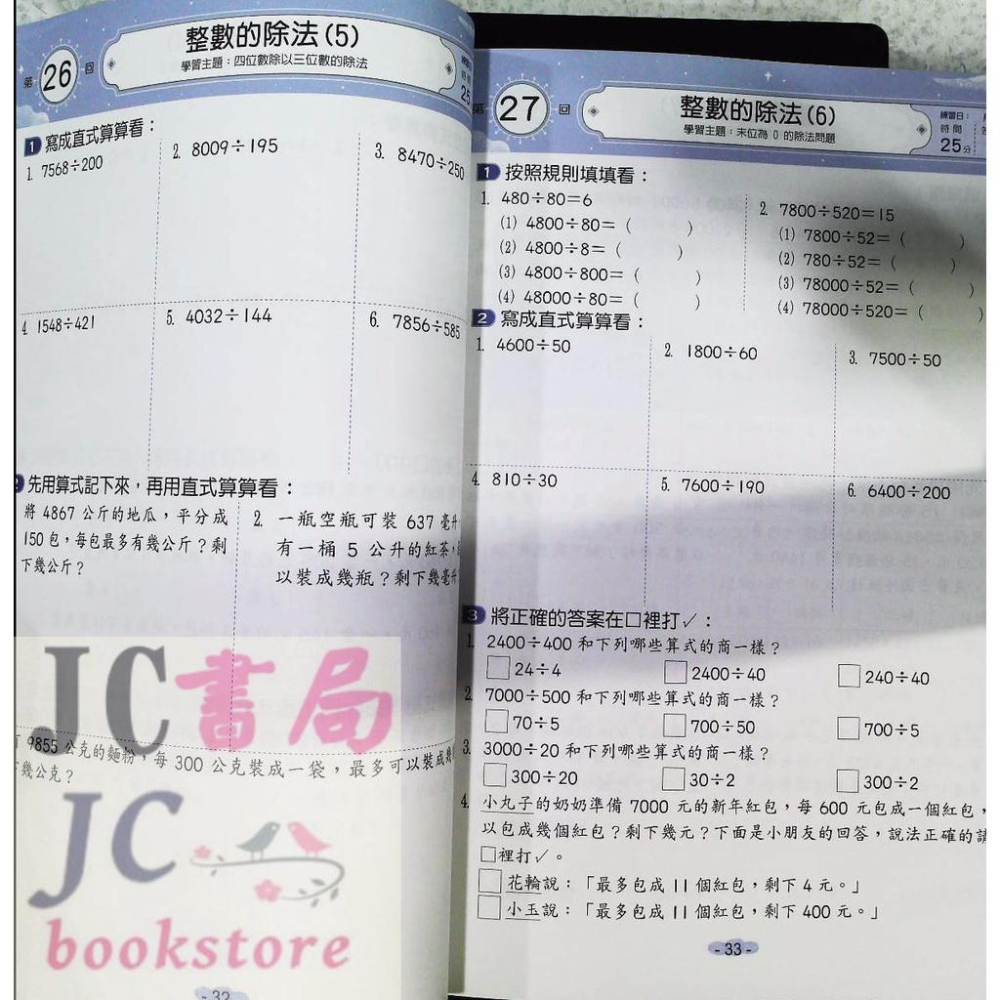 第 26 回
整數的除法(5)
學習主題：四位數除以三位數的除法
25
1 寫成直式算算看：
1. 7568÷200
2. 8009÷195
3. 8470÷250
4. 1548÷421
5. 4032÷144
6. 7856÷585
先用算式記下來，再用直式算算看：
將 4867 公斤的地瓜，平分成
150 包，每包最多有幾公斤？剩
下幾公斤？
2. 一瓶空瓶可裝 637 毫升
有一桶 5 公升的紅茶，
以裝成幾瓶？剩下幾毫升
9855 公克的麵粉，每 300 公克裝成一袋，最多可以裝成
幾公克？
JC書局
JC
bookstore
- 32
第 27 回
整數的除法(6)
學習主題：末位為 0 的除法問題
練習日：
時間
25分
1 按照規則填填看：
1. 480÷80＝6
(1) 4800÷80＝（ ）
(2) 4800÷8＝（ ）
(3) 4800÷800＝（ ）
(4) 48000÷80＝（ ）
2. 7800÷520＝15
(1) 7800÷52＝（ ）
(2) 780÷52＝（ ）
(3) 78000÷52＝（ ）
(4) 78000÷520＝（ ）
2 寫成直式算算看：
1. 4600÷50
2. 1800÷60
3. 7500÷50
4. 810÷30
5. 7600÷190
6. 6400÷200
3 將正確的答案在□裡打✓：
1. 2400÷400 和下列哪些算式的商一樣？
□24÷4 □2400÷40 □240÷40
2. 7000÷500 和下列哪些算式的商一樣？
□70÷5 □700÷50 □700÷5
3. 3000÷20 和下列哪些算式的商一樣？
□300÷20 □30÷2 □300÷2
4. 小丸子的奶奶準備 7000 元的新年紅包，每 600 元包成一個紅包，
以包成幾個紅包？剩下幾元？下面是小朋友的回答，說法正確的請
□裡打✓。
□花輪說：「最多包成 11 個紅包，剩下 4 元。」
□小玉說：「最多包成 11 個紅包，剩下 400 元。」
- 33 -